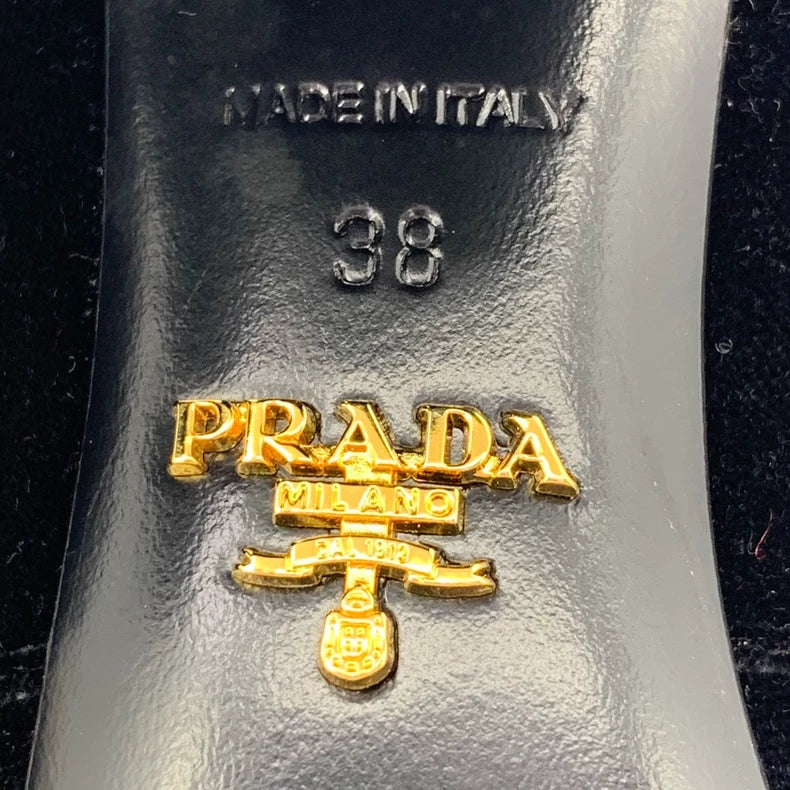 MADE IN ITALY
38
PRADA
MILANO
DAL 1913